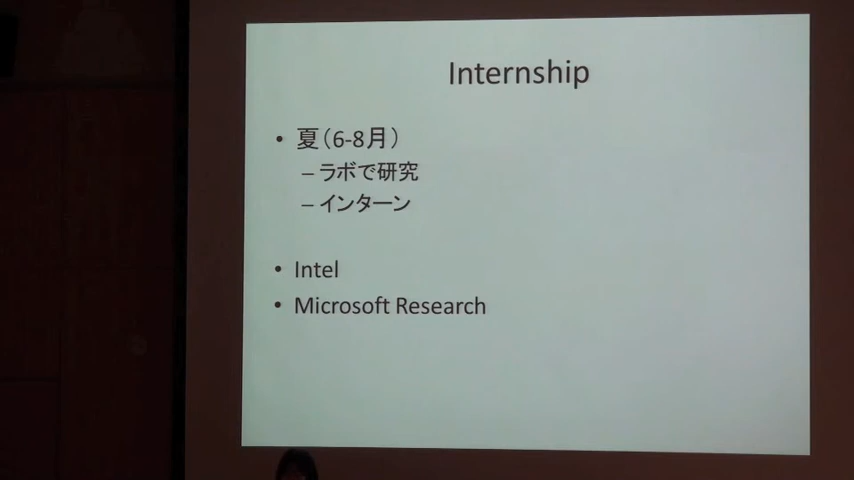 Internship
• 夏（6-8月）
– ラボで研究
– インターン
• Intel
• Microsoft Research